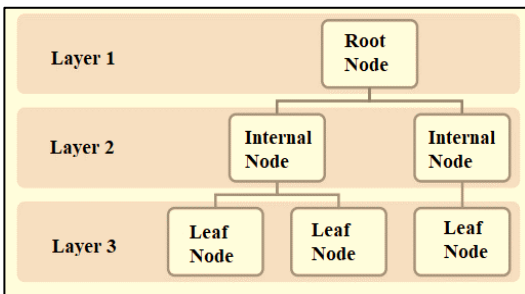 Layer 1
Root
Node
Layer 2
Internal
Node
Internal
Node
Layer 3
Leaf
Node
Leaf
Node
Leaf
Node